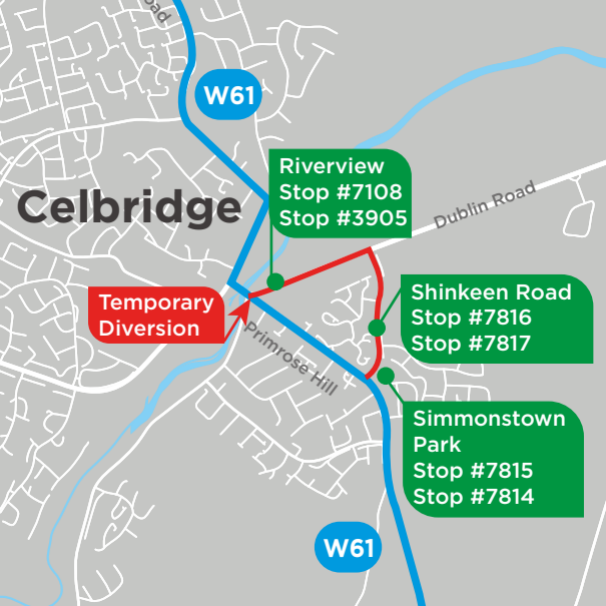 oad
W61
Riverview
Stop #7108
Stop #3905
Celbridge
Dublin Road
Temporary
Diversion
Shinkeen Road
Stop #7816
Stop #7817
Primrose Hill
Simmonstown
Park
Stop #7815
Stop #7814
W61